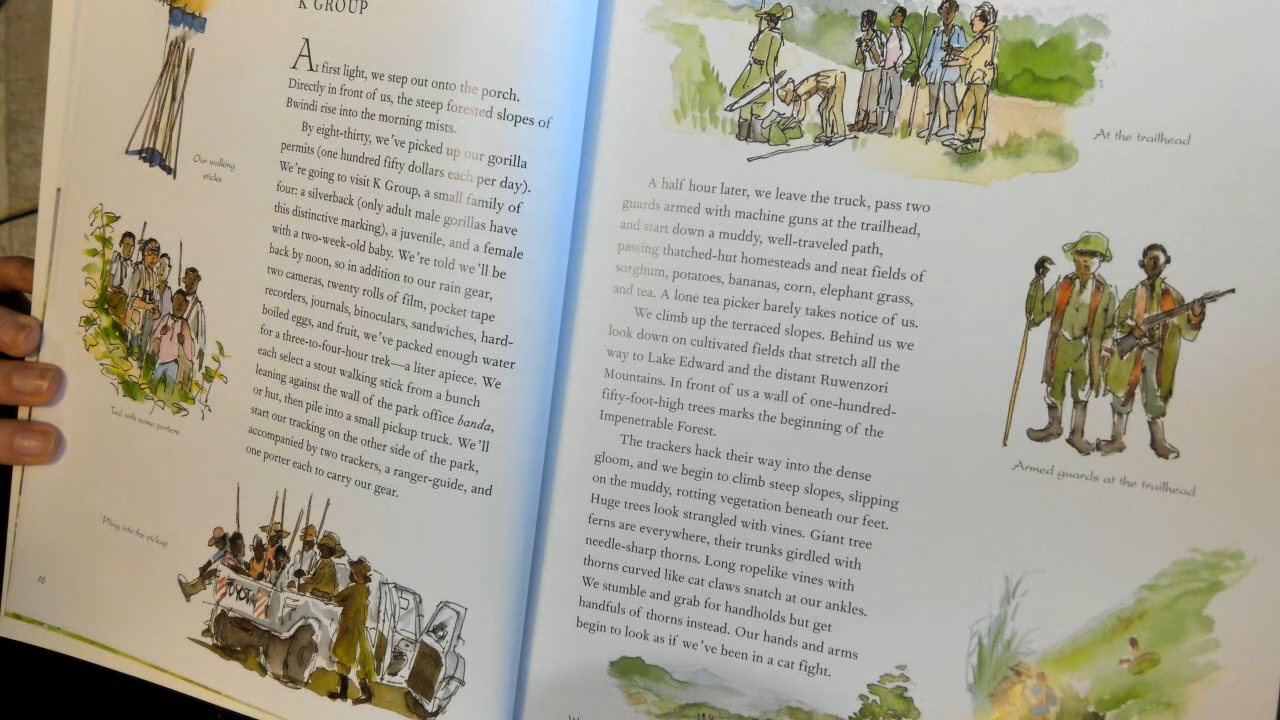 K GROUP
At first light, we step out onto the porch.
Directly in front of us, the steep forested slopes of
Bwindi rise into the morning mists.
By eight-thirty, we've picked up our gorilla
permits (one hundred fifty dollars each per day).
We're going to visit K Group, a small family of
four: a silverback (only adult male gorillas have
this distinctive marking), a juvenile, and a female
with a two-week-old baby. We're told we'll be
back by noon, so in addition to our rain gear,
two cameras, twenty rolls of film, pocket tape
recorders, journals, binoculars, sandwiches, hard-
boiled eggs, and fruit, we've packed enough water
for a three-to-four-hour trek—a liter apiece. We
each select a stout walking stick from a bunch
leaning against the wall of the park office banda,
or hut, then pile into a small pickup truck. We'll
start our tracking on the other side of the park,
accompanied by two trackers, a ranger-guide, and
one porter each to carry our gear.
Our walking
sticks
Ted with some porters
Piling into the pickup
TOYOTA
10
At the trailhead
A half hour later, we leave the truck, pass two
guards armed with machine guns at the trailhead,
and start down a muddy, well-traveled path,
passing thatched-hut homesteads and neat fields of
sorghum, potatoes, bananas, corn, elephant grass,
and tea. A lone tea picker barely takes notice of us.
We climb up the terraced slopes. Behind us we
look down on cultivated fields that stretch all the
way to Lake Edward and the distant Ruwenzori
Mountains. In front of us a wall of one-hundred-
fifty-foot-high trees marks the beginning of the
Impenetrable Forest.
The trackers hack their way into the dense
gloom, and we begin to climb steep slopes, slipping
on the muddy, rotting vegetation beneath our feet.
Huge trees look strangled with vines. Giant tree
ferns are everywhere, their trunks girdled with
needle-sharp thorns. Long ropelike vines with
thorns curved like cat claws snatch at our ankles.
We stumble and grab for handholds but get
handfuls of thorns instead. Our hands and arms
begin to look as if we've been in a cat fight.
Armed guards at the trailhead